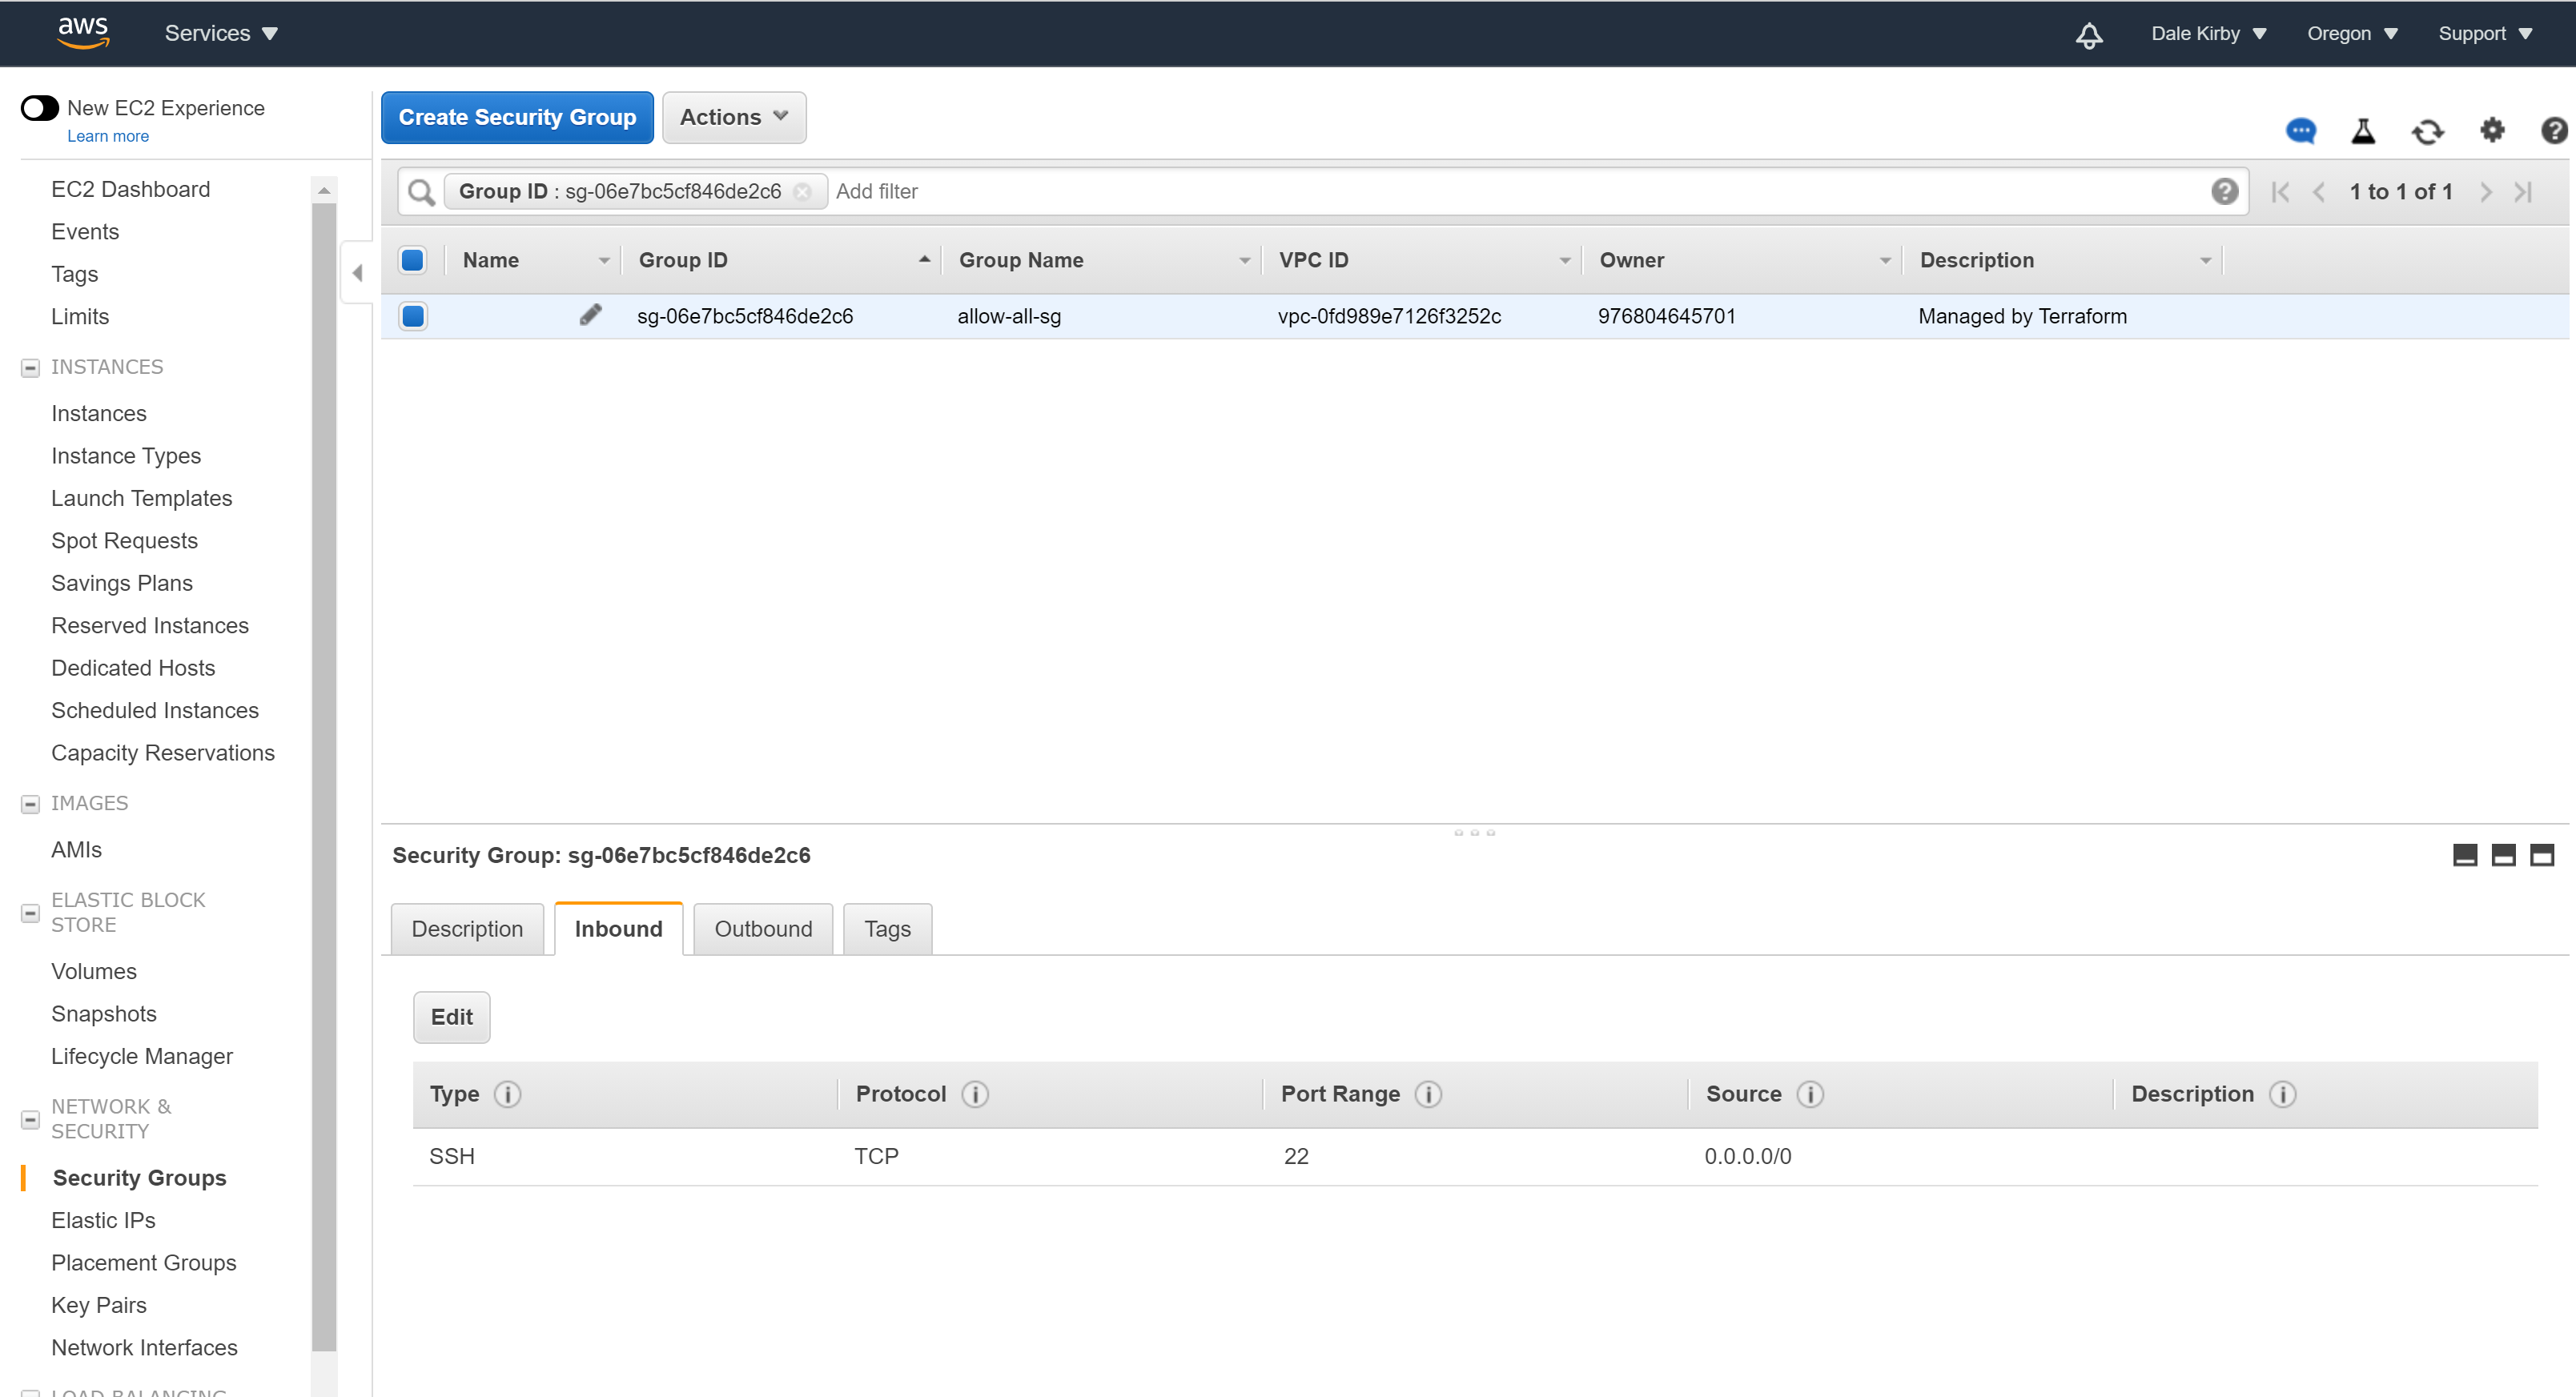 aws Services Dale Kirby Oregon Support
New EC2 Experience
Learn more
EC2 Dashboard
Events
Tags
Limits
INSTANCES
Instances
Instance Types
Launch Templates
Spot Requests
Savings Plans
Reserved Instances
Dedicated Hosts
Scheduled Instances
Capacity Reservations
IMAGES
AMIs
ELASTIC BLOCK
STORE
Volumes
Snapshots
Lifecycle Manager
NETWORK &
SECURITY
Security Groups
Elastic IPs
Placement Groups
Key Pairs
Network Interfaces
LOAD BALANCING
Create Security Group Actions
Group ID : sg-06e7bc5cf846de2c6 Add filter 1 to 1 of 1
Name Group ID Group Name VPC ID Owner Description
sg-06e7bc5cf846de2c6 allow-all-sg vpc-0fd989e7126f3252c 976804645701 Managed by Terraform
Security Group: sg-06e7bc5cf846de2c6
Description Inbound Outbound Tags
Edit
Type Protocol Port Range Source Description
SSH TCP 22 0.0.0.0/0